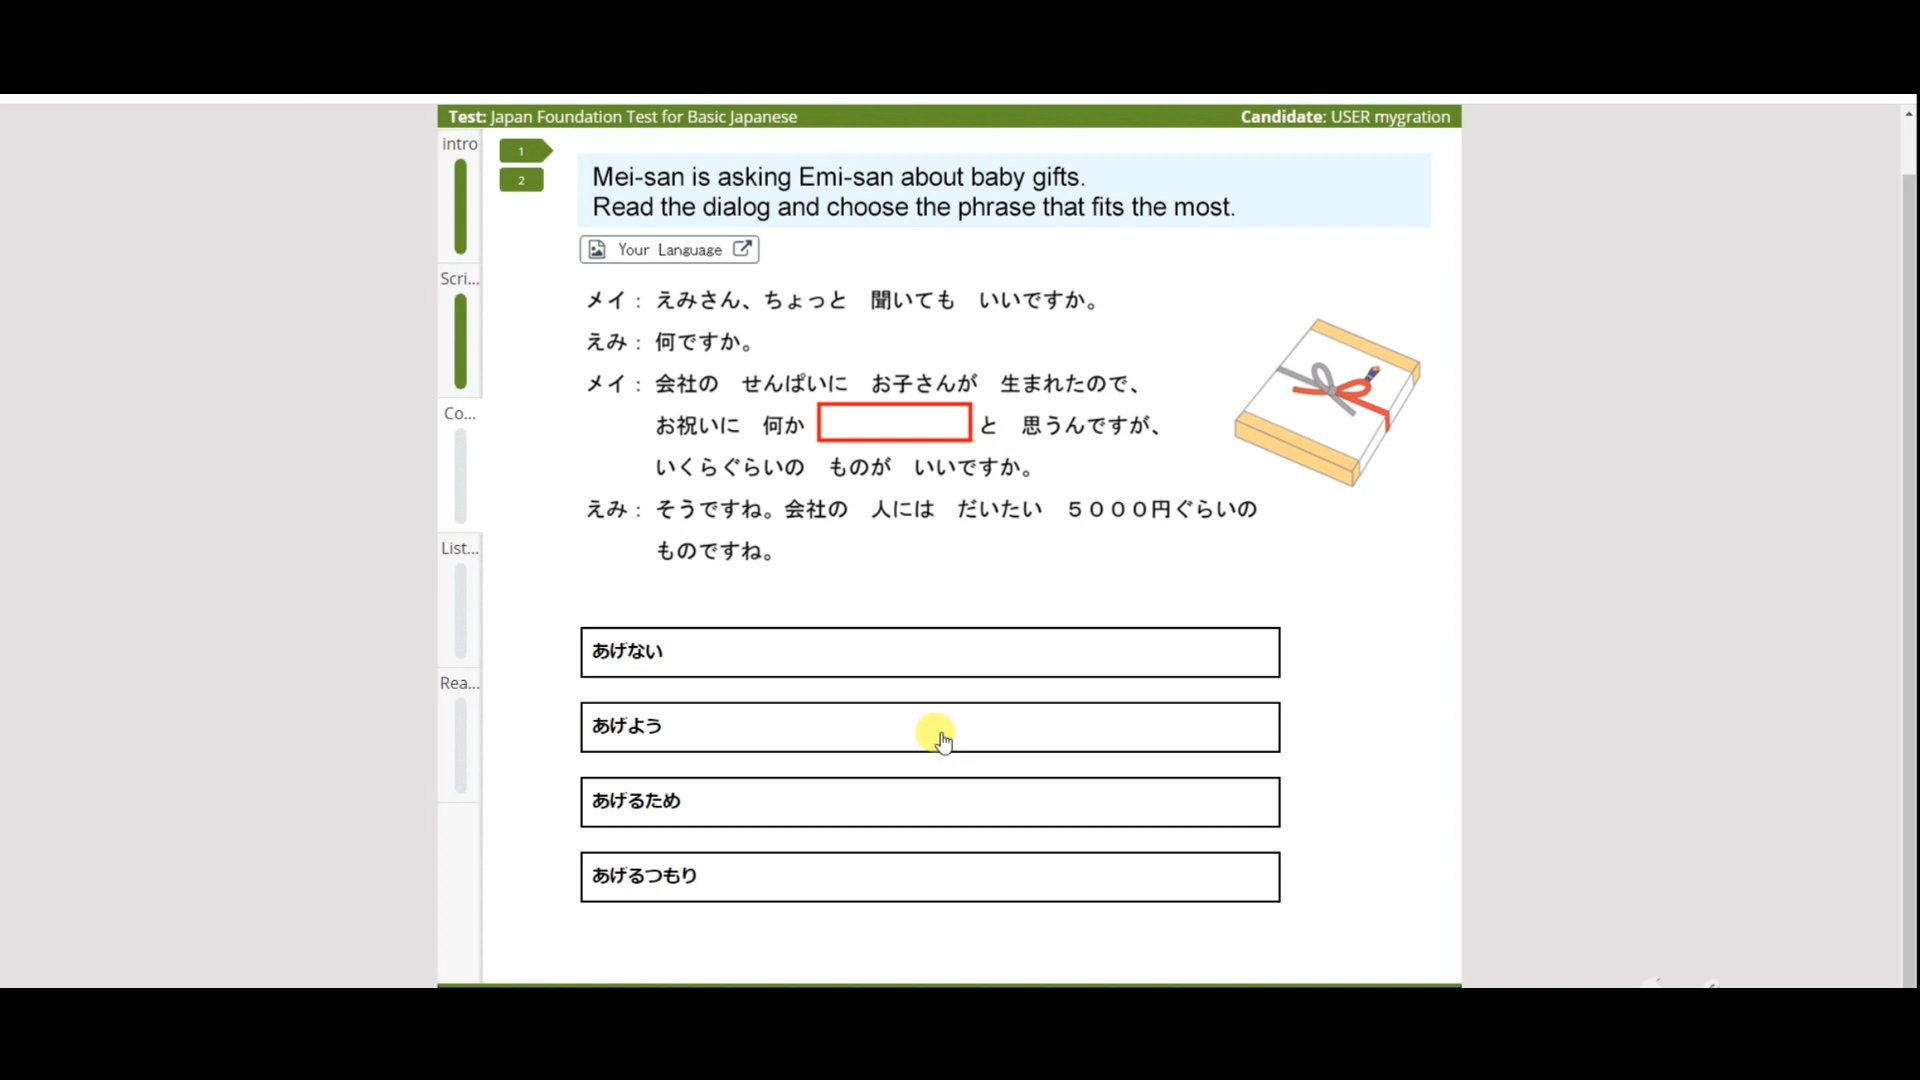 Test: Japan Foundation Test for Basic Japanese
Candidate: USER mygration
intro
Scri...
Co...
List...
Rea...
1
2
Mei-san is asking Emi-san about baby gifts.
Read the dialog and choose the phrase that fits the most.
Your Language
メイ： えみさん、ちょっと　聞いても　いいですか。
えみ： 何ですか。
メイ： 会社の　せんぱいに　お子さんが　生まれたので、
お祝いに　何か　　　　　　と　思うんですが、
いくらぐらいの　ものが　いいですか。
えみ： そうですね。会社の　人には　だいたい　５０００円ぐらいの
ものですね。
あげない
あげよう
あげるため
あげるつもり